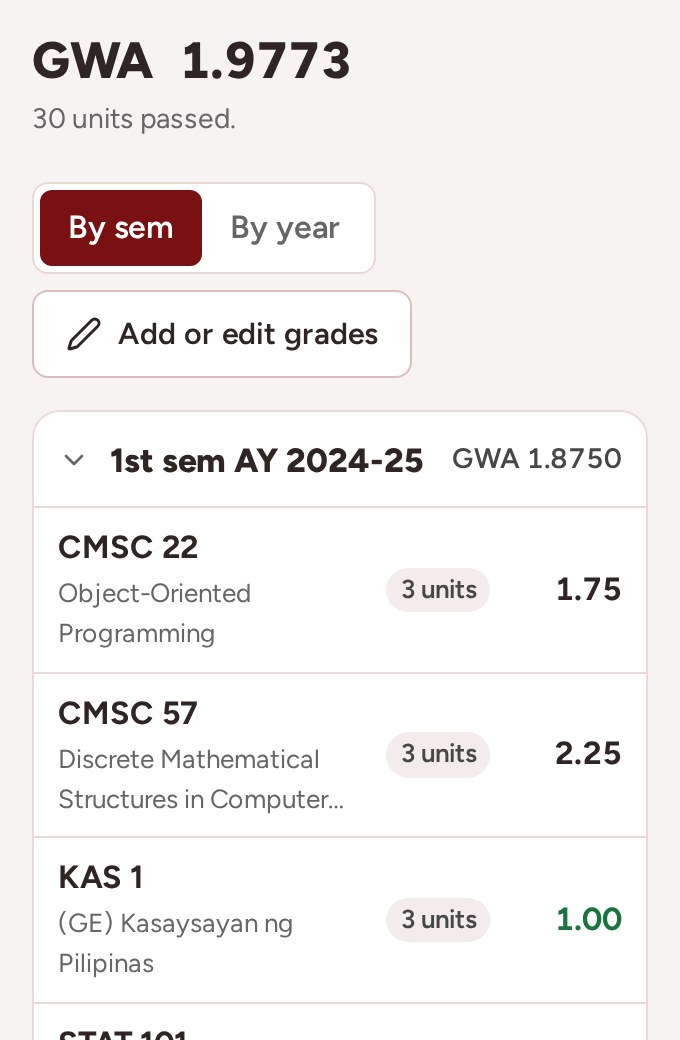 GWA 1.9773
30 units passed.
By sem
By year
Add or edit grades
1st sem AY 2024-25
GWA 1.8750
CMSC 22
Object-Oriented
Programming
3 units
1.75
CMSC 57
Discrete Mathematical
Structures in Computer...
3 units
2.25
KAS 1
(GE) Kasaysayan ng
Pilipinas
3 units
1.00
STAT 101